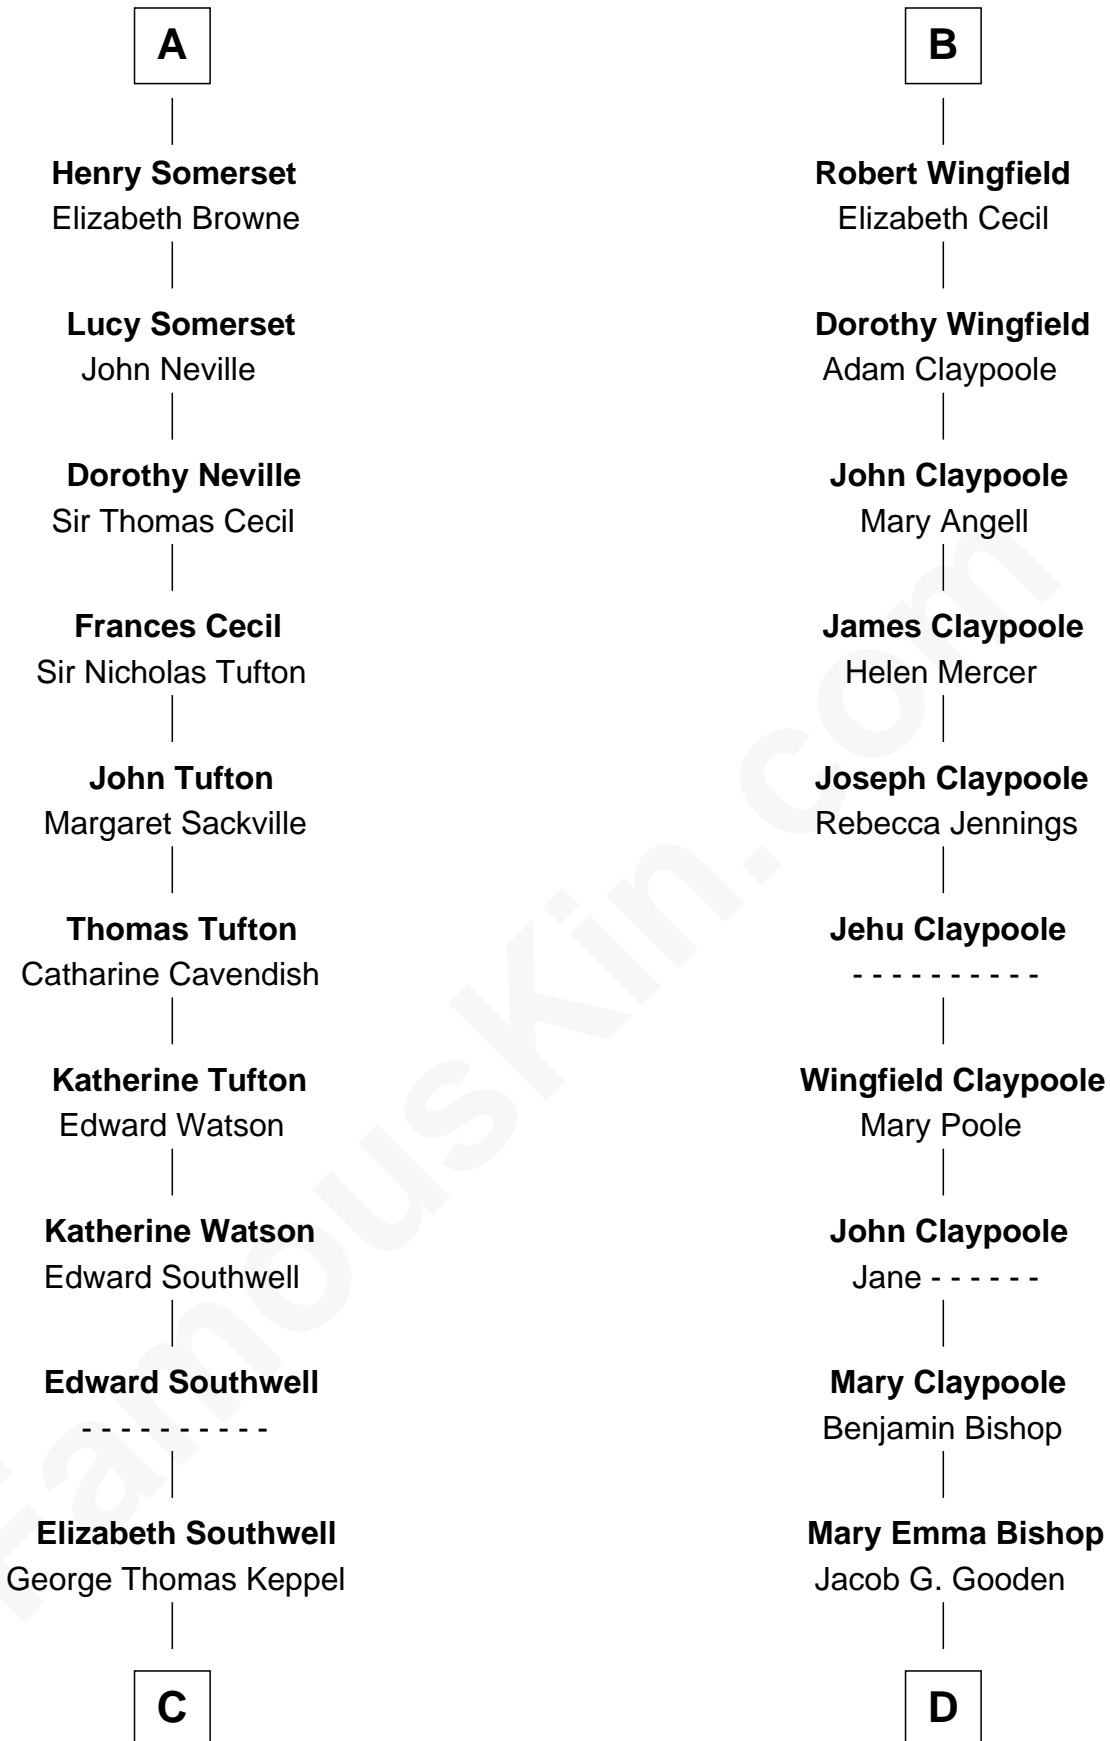 A
Henry Somerset
Elizabeth Browne
Lucy Somerset
John Neville
Dorothy Neville
Sir Thomas Cecil
Frances Cecil
Sir Nicholas Tufton
John Tufton
Margaret Sackville
Thomas Tufton
Catharine Cavendish
Katherine Tufton
Edward Watson
Katherine Watson
Edward Southwell
Edward Southwell
- - - - - - - - - -
Elizabeth Southwell
George Thomas Keppel
C
B
Robert Wingfield
Elizabeth Cecil
Dorothy Wingfield
Adam Claypoole
John Claypoole
Mary Angell
James Claypoole
Helen Mercer
Joseph Claypoole
Rebecca Jennings
Jehu Claypoole
- - - - - - - - - -
Wingfield Claypoole
Mary Poole
John Claypoole
Jane - - - - - -
Mary Claypoole
Benjamin Bishop
Mary Emma Bishop
Jacob G. Gooden
D
FamousKin.com